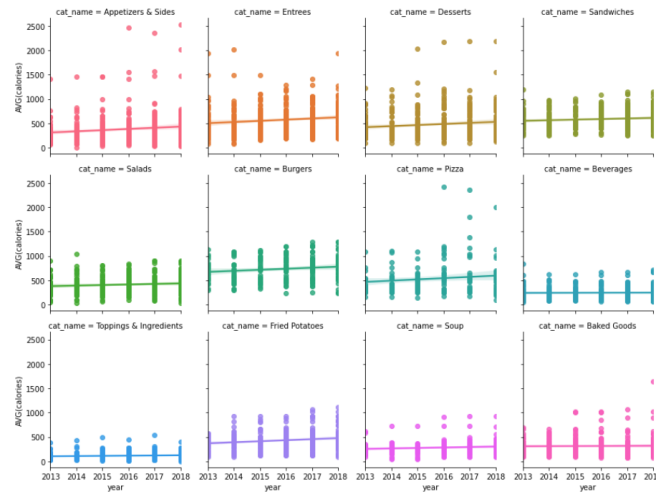 cat_name = Appetizers & Sides
cat_name = Entrees
cat_name = Desserts
cat_name = Sandwiches
2500
2000
1500
1000
500
0
AVG(calories)
cat_name = Salads
cat_name = Burgers
cat_name = Pizza
cat_name = Beverages
2500
2000
1500
1000
500
0
AVG(calories)
cat_name = Toppings & Ingredients
cat_name = Fried Potatoes
cat_name = Soup
cat_name = Baked Goods
2500
2000
1500
1000
500
0
AVG(calories)
2013 2014 2015 2016 2017 2018
2013 2014 2015 2016 2017 2018
2013 2014 2015 2016 2017 2018
2013 2014 2015 2016 2017 2018
year
year
year
year